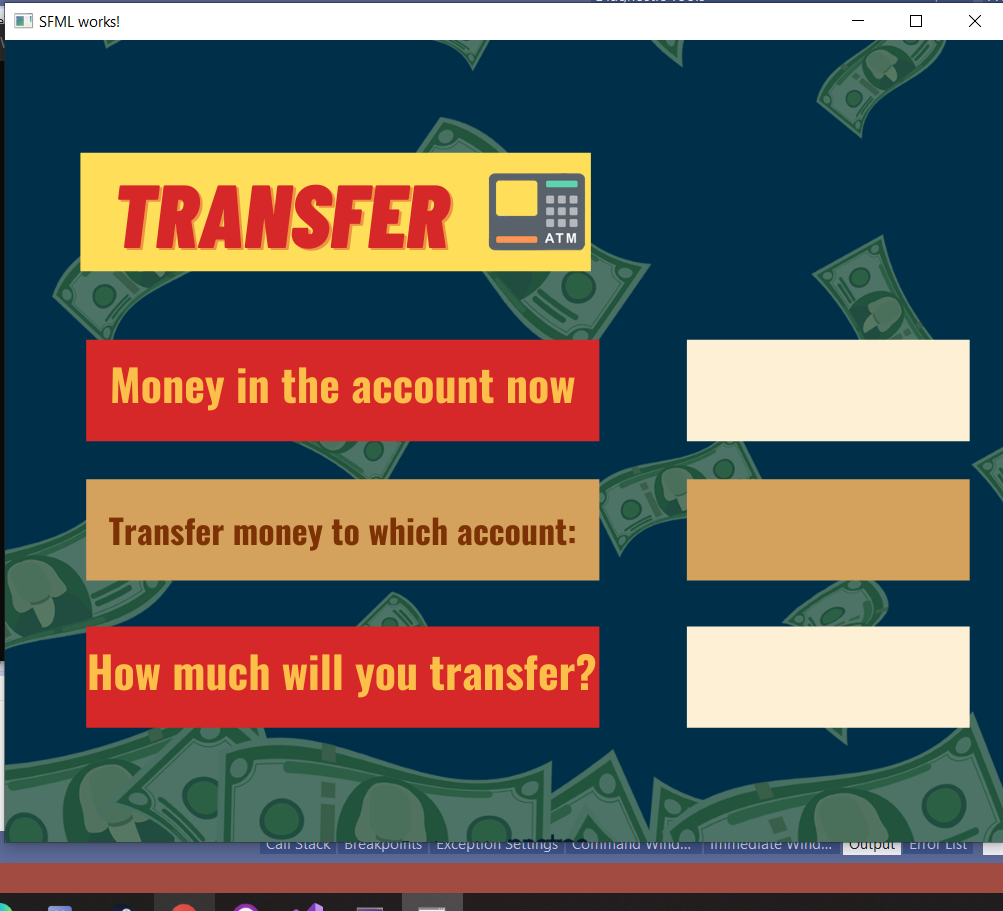 SFML works!
TRANSFER
ATM
Money in the account now
Transfer money to which account:
How much will you transfer?
Call Stack Breakpoints Exception Settings Command Wind... Immediate Wind... Output Error List